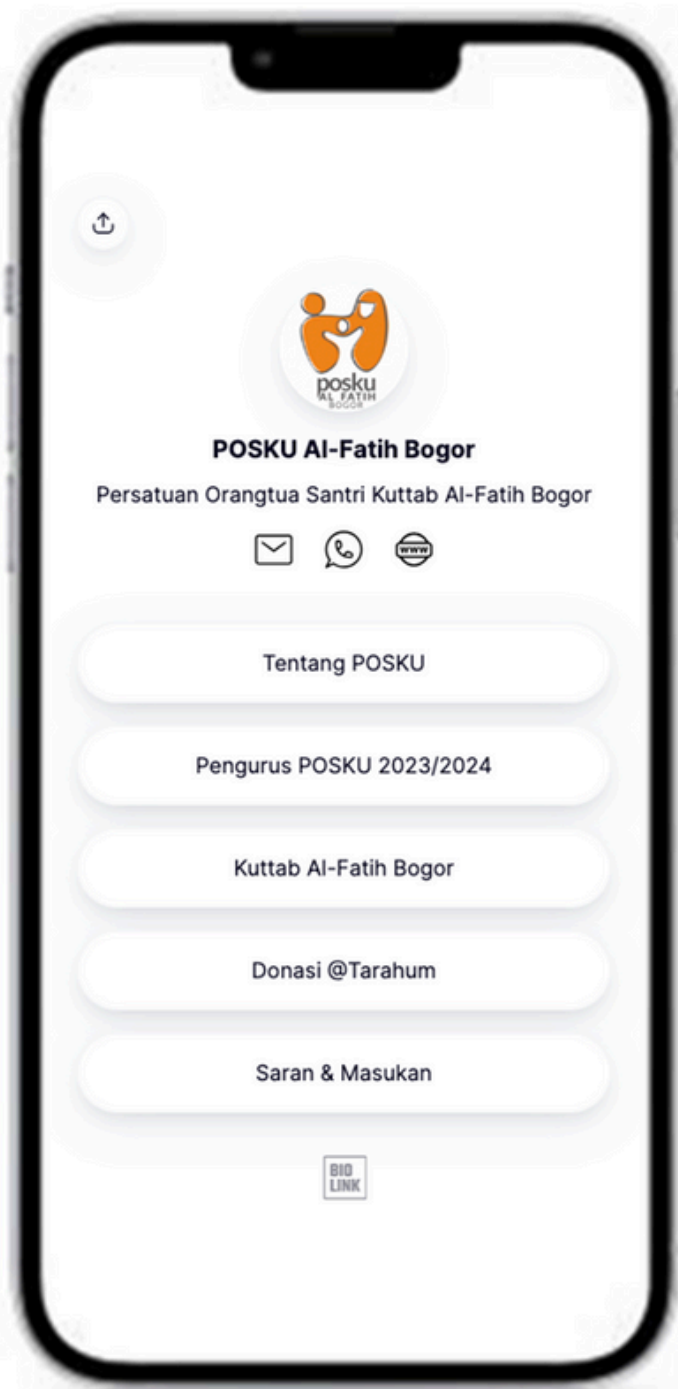 posku
AL FATIH
BOGOR
POSKU Al-Fatih Bogor
Persatuan Orangtua Santri Kuttab Al-Fatih Bogor
www
Tentang POSKU
Pengurus POSKU 2023/2024
Kuttab Al-Fatih Bogor
Donasi @Tarahum
Saran & Masukan
BIO
LINK